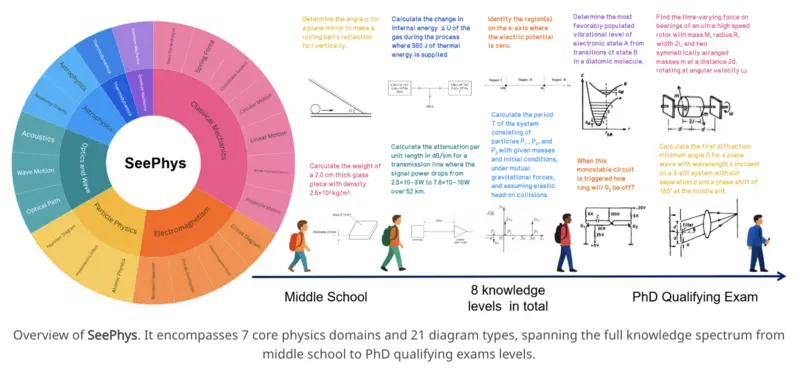 SeePhys
Classical Mechanics
Electromagnetism
Particle Physics
Optics and Wave
Astrophysics
Spring Force
Circular Motion
Linear Motion
Projectile Motion
Circuit Diagram
Atomic Physics
Optical Path
Wave Motion
Acoustics
Astrophysics
Determine the angle α for
a plane mirror to make a
rolling ball's reflection
fall vertically.
Calculate the change in
internal energy Δ U of the
gas during the process
where 980 J of thermal
energy is supplied.
Identify the region(s)
on the x-axis where
the electric potential
is zero.
Determine the most
favorably populated
vibrational level of
electronic state A from
transitions of state B
in a diatomic molecule.
Find the time-varying force on
bearings of an ultra-high speed
rotor with mass M, radius R,
width 2l, and two
symmetrically arranged
masses m at a distance 2d,
rotating at angular velocity ω.
Calculate the weight of
a 2.0 cm thick glass
piece with density
Calculate the attenuation per
unit length in dB/km for a
transmission line where the
signal power drops from
2.5×10−3W to 7.8×10−16W
over 52 km.
Calculate the period
T of the system
consisting of
particles P₁, P₂, and
P₃ with given masses
and initial conditions,
under mutual
gravitational forces,
and assuming elastic
head-on collisions.
When this
monostable circuit
is triggered how
long will Q₂ be off?
Calculate the first diffraction
minimum angle θ for a plane
wave with wavelength λ incident
on a 3-slit system with slit
separation d and a phase shift of
180° at the middle slit.
Middle School
8 knowledge
levels in total
PhD Qualifying Exam
Overview of SeePhys. It encompasses 7 core physics domains and 21 diagram types, spanning the full knowledge spectrum from
middle school to PhD qualifying exams levels.